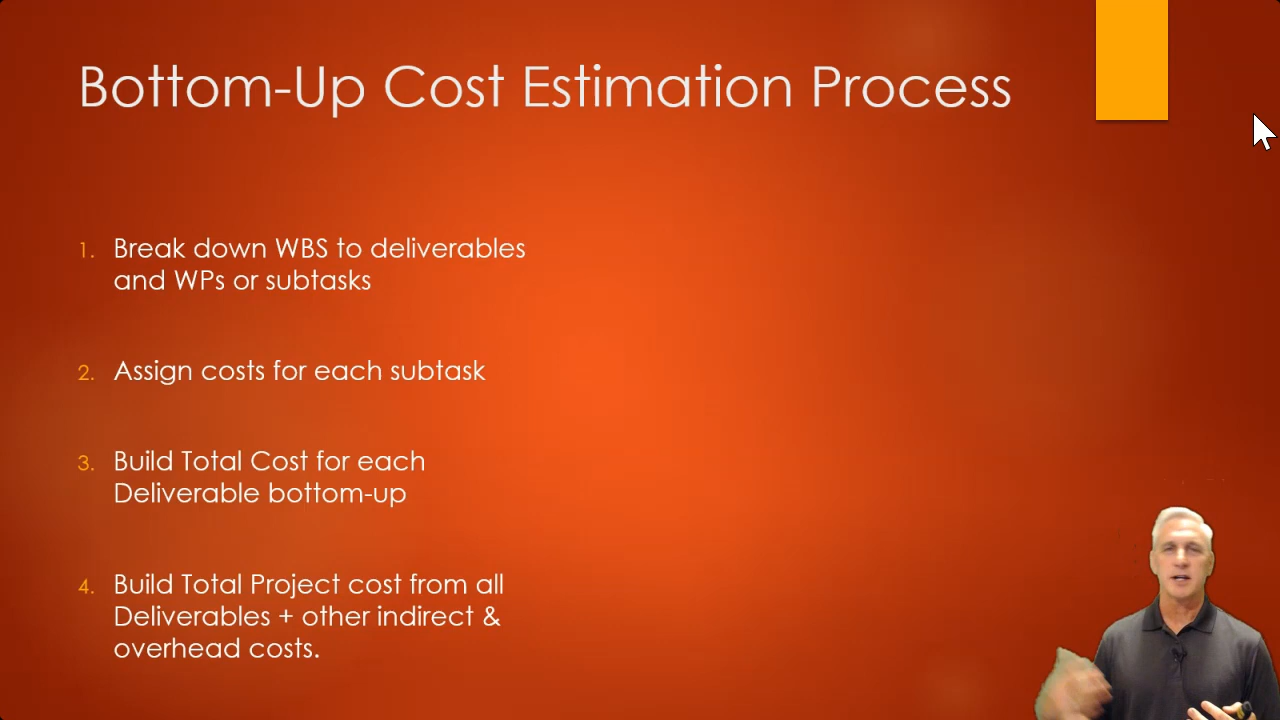 Bottom-Up Cost Estimation Process
1. Break down WBS to deliverables
and WPs or subtasks
2. Assign costs for each subtask
3. Build Total Cost for each
Deliverable bottom-up
4. Build Total Project cost from all
Deliverables + other indirect &
overhead costs.